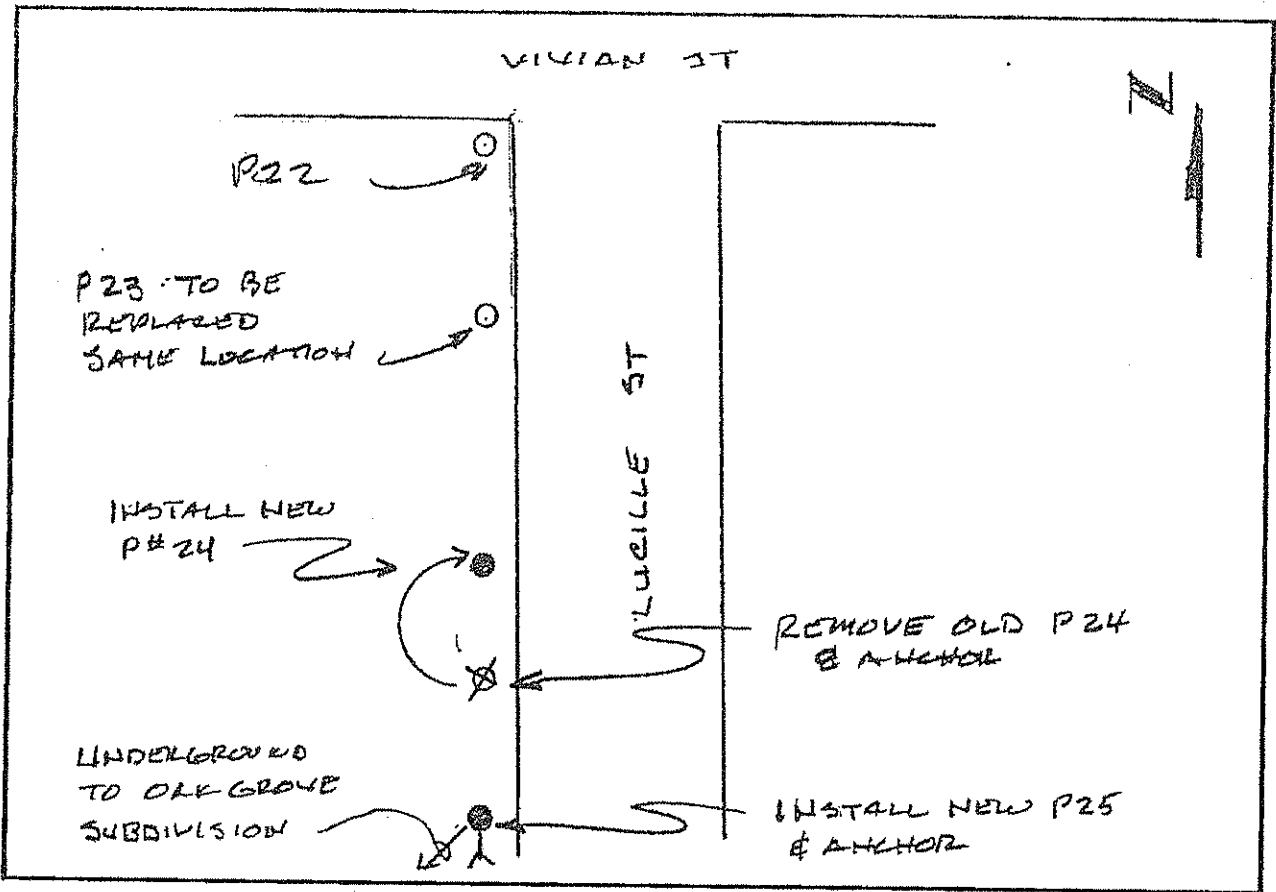 VIVIAN ST
N
P22
P23 TO BE
REPLACED
SAME LOCATION
LUCILLE ST
INSTALL NEW
P#24
REMOVE OLD P24
& ANCHOR
UNDERGROUND
TO OAK GROVE
SUBDIVISION
INSTALL NEW P25
& ANCHOR